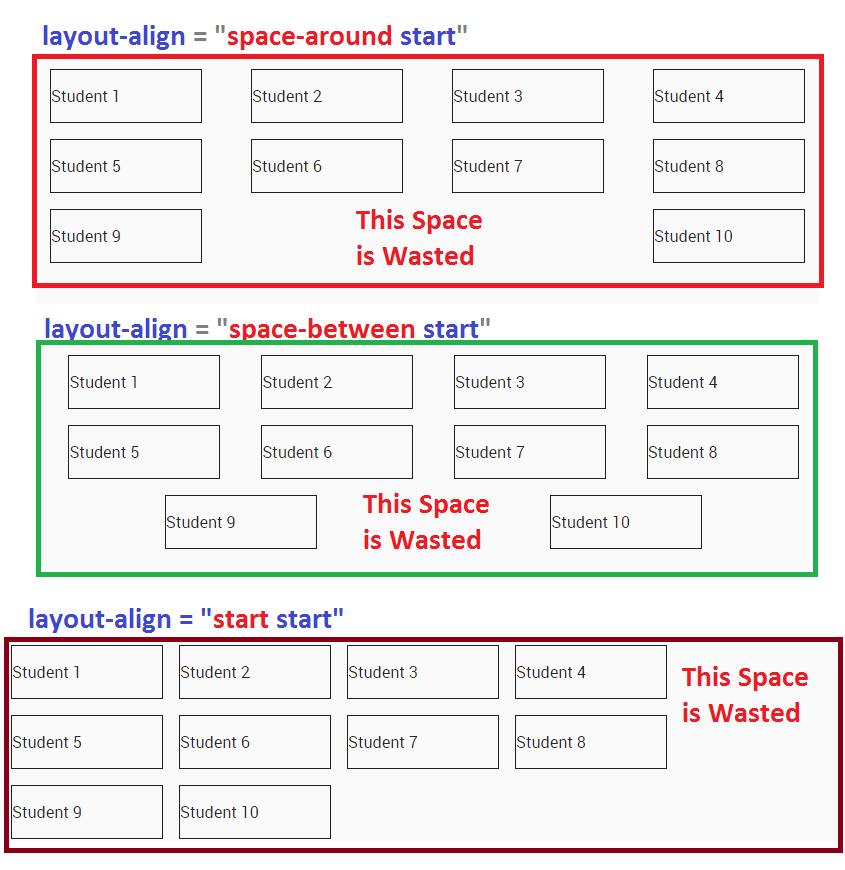 layout-align = "space-around start"
Student 1 Student 2 Student 3 Student 4
Student 5 Student 6 Student 7 Student 8
This Space
Student 9 Student 10
is Wasted
layout-align = "space-between start"
Student 1 Student 2 Student 3 Student 4
Student 5 Student 6 Student 7 Student 8
This Space
Student 9 Student 10
is Wasted
layout-align = "start start"
Student 1 Student 2 Student 3 Student 4 This Space
is Wasted
Student 5 Student 6 Student 7 Student 8
Student 9 Student 10